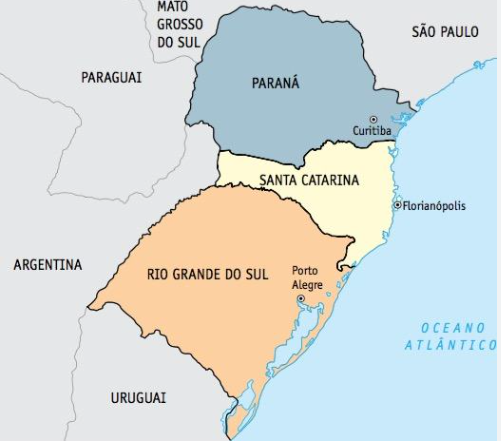 MATO
GROSSO
DO SUL
SÃO PAULO
PARAGUAI
PARANÁ
Curitiba
SANTA CATARINA
Florianópolis
ARGENTINA
RIO GRANDE DO SUL
Porto
Alegre
OCEANO
ATLÂNTICO
URUGUAI